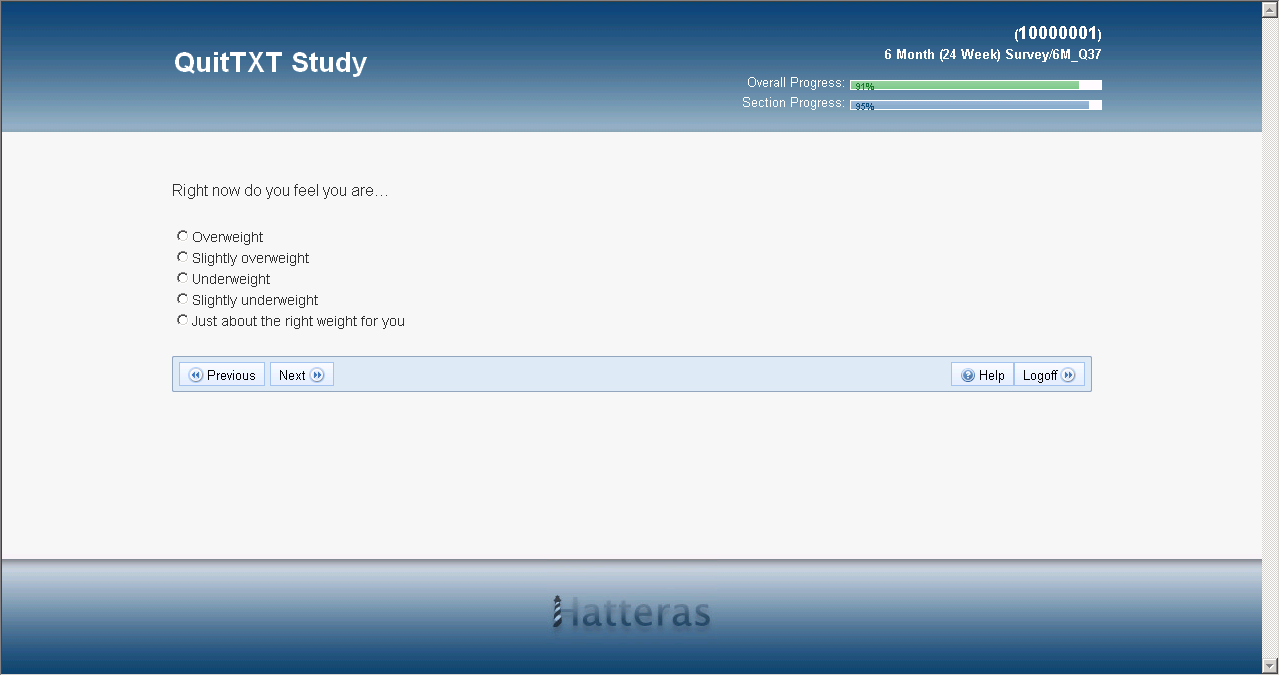 (10000001)
QuitTXT Study
6 Month (24 Week) Survey/6M_Q37
Overall Progress: 91%
Section Progress: 95%
Right now do you feel you are…
Overweight
Slightly overweight
Underweight
Slightly underweight
Just about the right weight for you
Previous Next Help Logoff
Hatteras